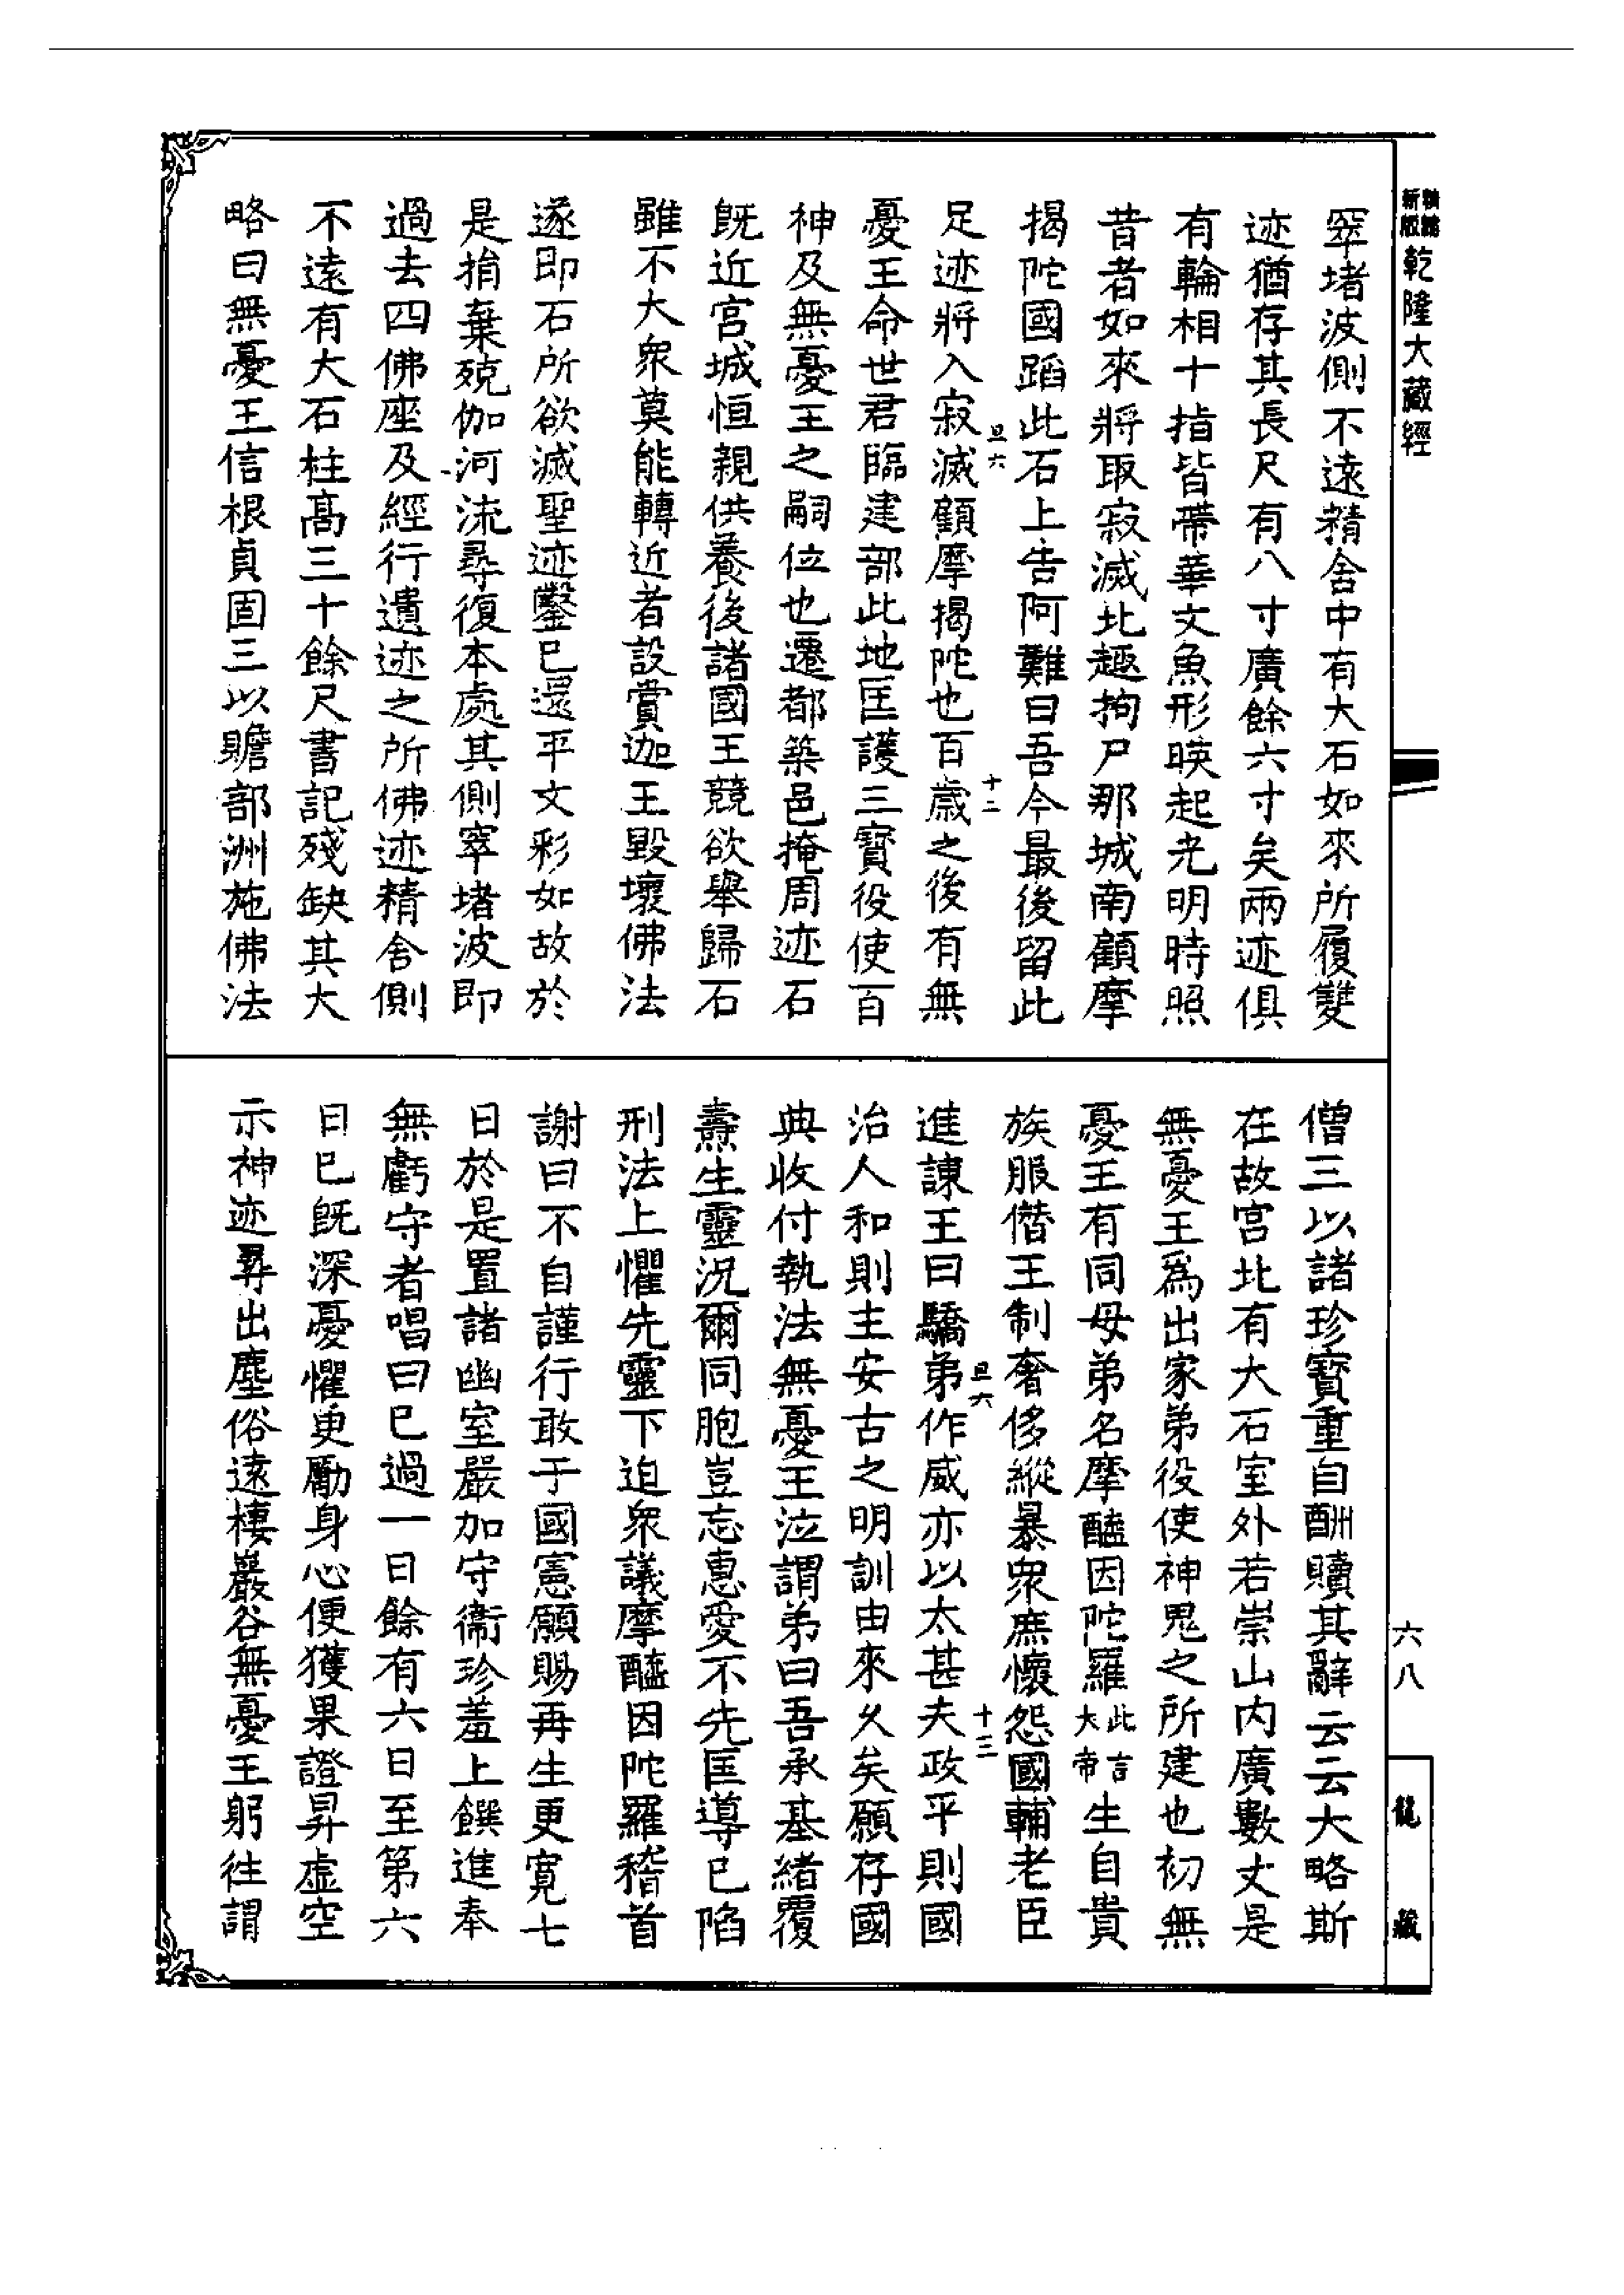 新版
乾隆大藏經
窣堵波側不遠精舍中有大石如來所履雙
迹猶存其長尺有八寸廣餘六寸矣兩迹俱
有輪相十指皆帶華文魚形暎起光明時照
昔者如來將取寂滅北趣拘尸那城南顧摩
揭陀國蹈此石上告阿難曰吾今最後留此
足迹將入寂滅顧摩揭陀也百歲之後有無
旦六
十二
憂王命世君臨建部此地匡護三寶役使百
神及無憂王之嗣位也遷都築邑掩周迹石
既近宮城恒親供養後諸國王競欲舉歸石
雖不大衆莫能轉近者設賞迦王毀壞佛法
遂即石所欲滅聖迹鑿已還平文彩如故於
是捐棄殑伽河流尋復本處其側窣堵波即
過去四佛座及經行遺迹之所佛迹精舍側
不遠有大石柱高三十餘尺書記殘缺其大
略曰無憂王信根貞固三以贍部洲施佛法
僧三以諸珍寶重自酬贖其辭云云大略斯
在故宮北有大石室外若崇山内廣數丈是
無憂王爲出家弟役使神鬼之所建也初無
憂王有同母弟名摩醯因陀羅此言大帝生自貴
族服僭王制奢侈縱暴衆庶懷怨國輔老臣
進諫王曰驕弟作威亦以太甚夫政平則國
旦六
十三
治人和則主安古之明訓由來久矣願存國
典收付執法無憂王泣謂弟曰吾承基緒覆
燾生靈況爾同胞豈忘惠愛不先匡導已陷
刑法上懼先靈下迫衆議摩醯因陀羅稽首
謝曰不自謹行敢于國憲願賜再生更寛七
日於是置諸幽室嚴加守衞珍羞上饌進奉
無虧守者唱曰已過一日餘有六日至第六
日已既深憂懼更勵身心便獲果證昇虛空
示神迹尋出塵俗遠棲巖谷無憂王躬往謂
六八
龍藏